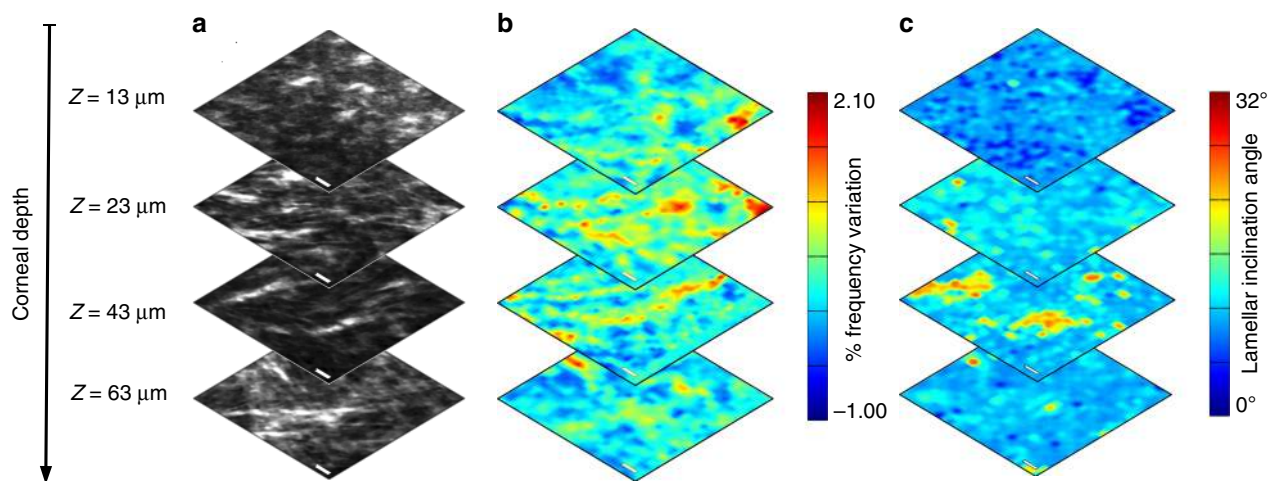 a
b
c
Corneal depth
Z = 13 μm
Z = 23 μm
Z = 43 μm
Z = 63 μm
2.10
% frequency variation
–1.00
32°
Lamellar inclination angle
0°